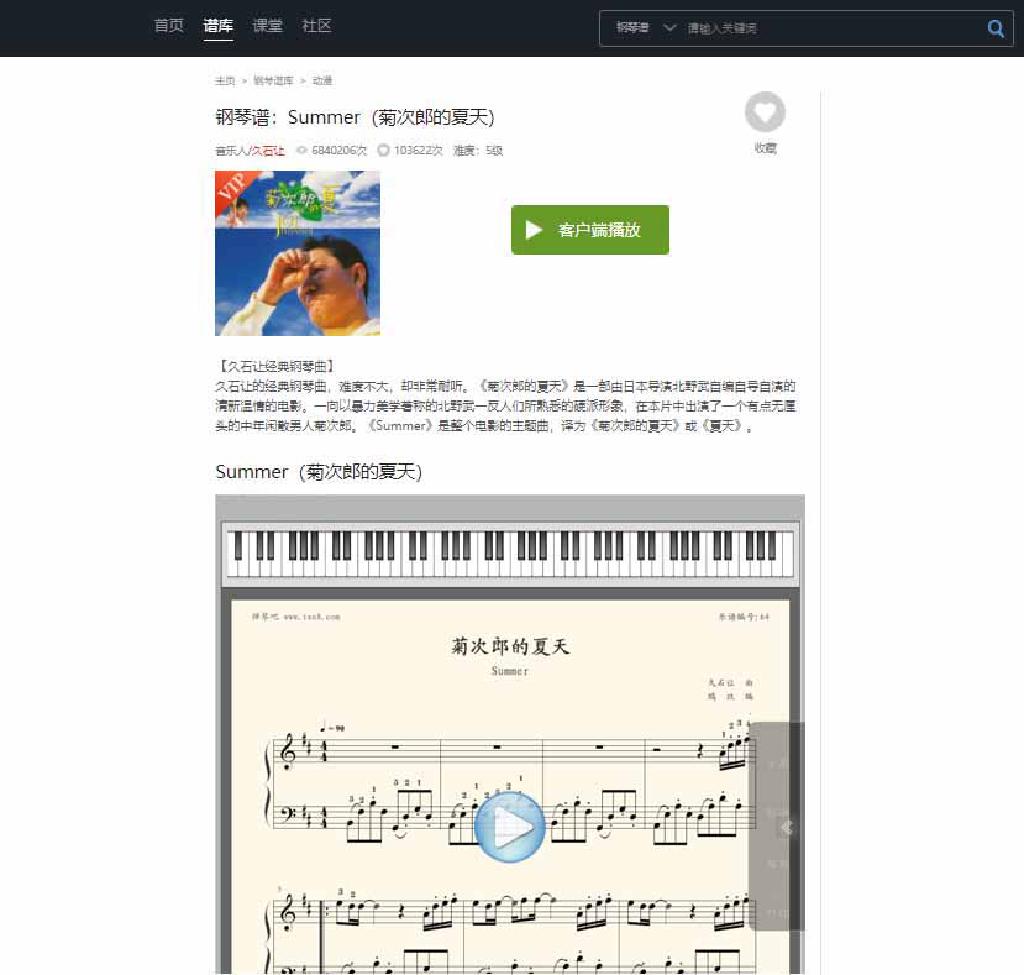 首页 谱库 课堂 社区
钢琴谱 请输入关键词
主页 > 钢琴谱库 > 动漫
钢琴谱：Summer（菊次郎的夏天）
收藏
音乐人/久石让 6840206次 103622次 难度：5级
VIP
菊次郎的夏
客户端播放
【久石让经典钢琴曲】
久石让的经典钢琴曲，难度不大，却非常耐听。《菊次郎的夏天》是一部由日本导演北野武自编自导自演的
清新温情的电影。一向以暴力美学著称的北野武一反人们所熟悉的硬派形象，在本片中出演了一个有点无厘
头的中年闲散男人菊次郎。《Summer》是整个电影的主题曲，译为《菊次郎的夏天》或《夏天》。
Summer（菊次郎的夏天）
弹琴吧 www.tan8.com
乐谱编号:44
菊次郎的夏天
Summer
久石让 曲